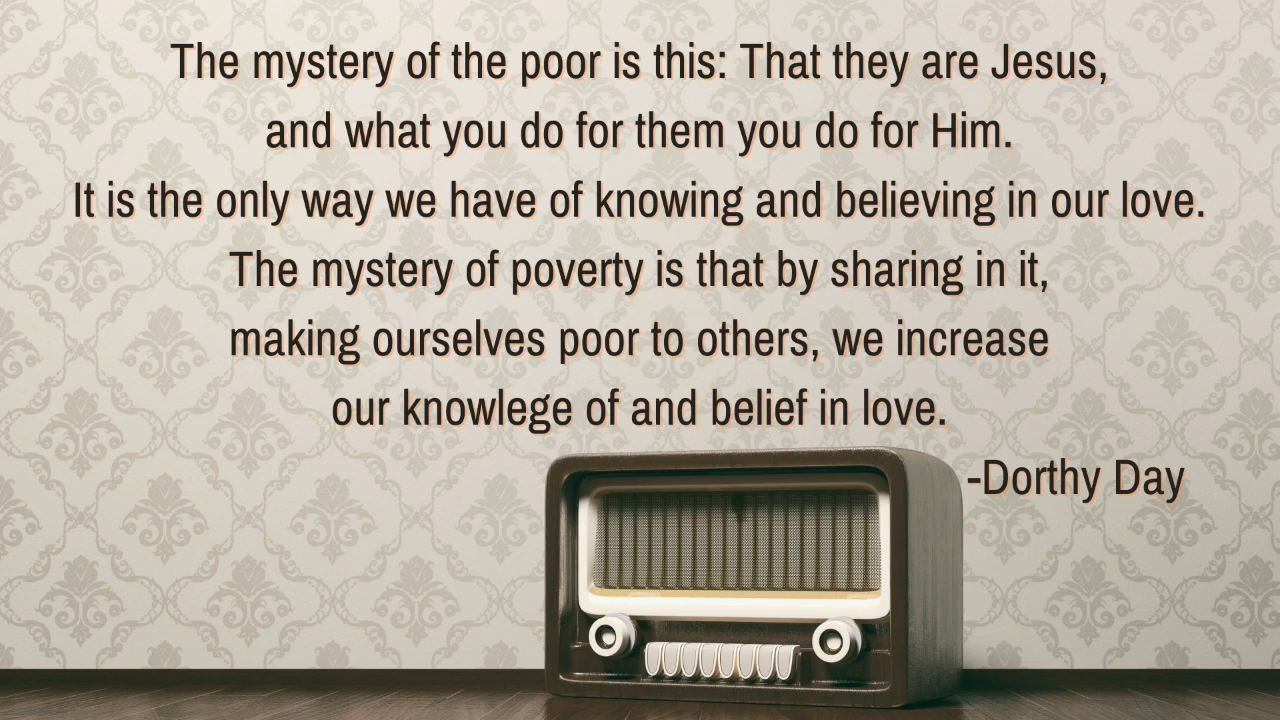 The mystery of the poor is this: That they are Jesus,
and what you do for them you do for Him.
It is the only way we have of knowing and believing in our love.
The mystery of poverty is that by sharing in it,
making ourselves poor to others, we increase
our knowlege of and belief in love.
-Dorthy Day